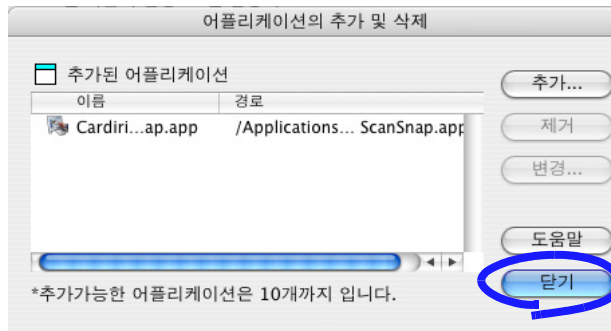 어플리케이션의 추가 및 삭제
추가된 어플리케이션
이름 경로
Cardiri...ap.app /Applications... ScanSnap.app
추가...
제거
변경...
도움말
닫기
*추가가능한 어플리케이션은 10개까지 입니다.